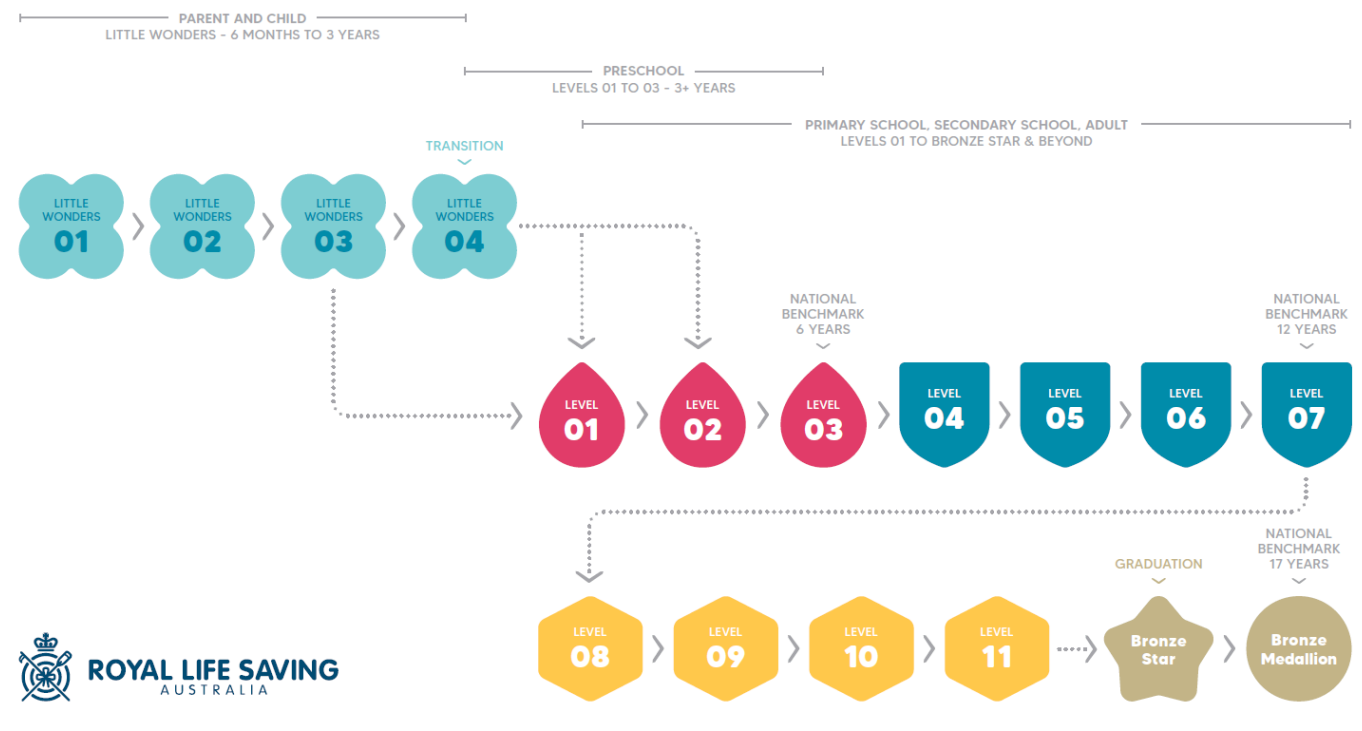 PARENT AND CHILD
LITTLE WONDERS - 6 MONTHS TO 3 YEARS
PRESCHOOL
LEVELS 01 TO 03 - 3+ YEARS
PRIMARY SCHOOL, SECONDARY SCHOOL, ADULT
LEVELS 01 TO BRONZE STAR & BEYOND
TRANSITION
LITTLE
WONDERS
01
LITTLE
WONDERS
02
LITTLE
WONDERS
03
LITTLE
WONDERS
04
NATIONAL
BENCHMARK
6 YEARS
NATIONAL
BENCHMARK
12 YEARS
LEVEL
01
LEVEL
02
LEVEL
03
LEVEL
04
LEVEL
05
LEVEL
06
LEVEL
07
NATIONAL
BENCHMARK
17 YEARS
GRADUATION
LEVEL
08
LEVEL
09
LEVEL
10
LEVEL
11
Bronze
Star
Bronze
Medallion
ROYAL LIFE SAVING
AUSTRALIA